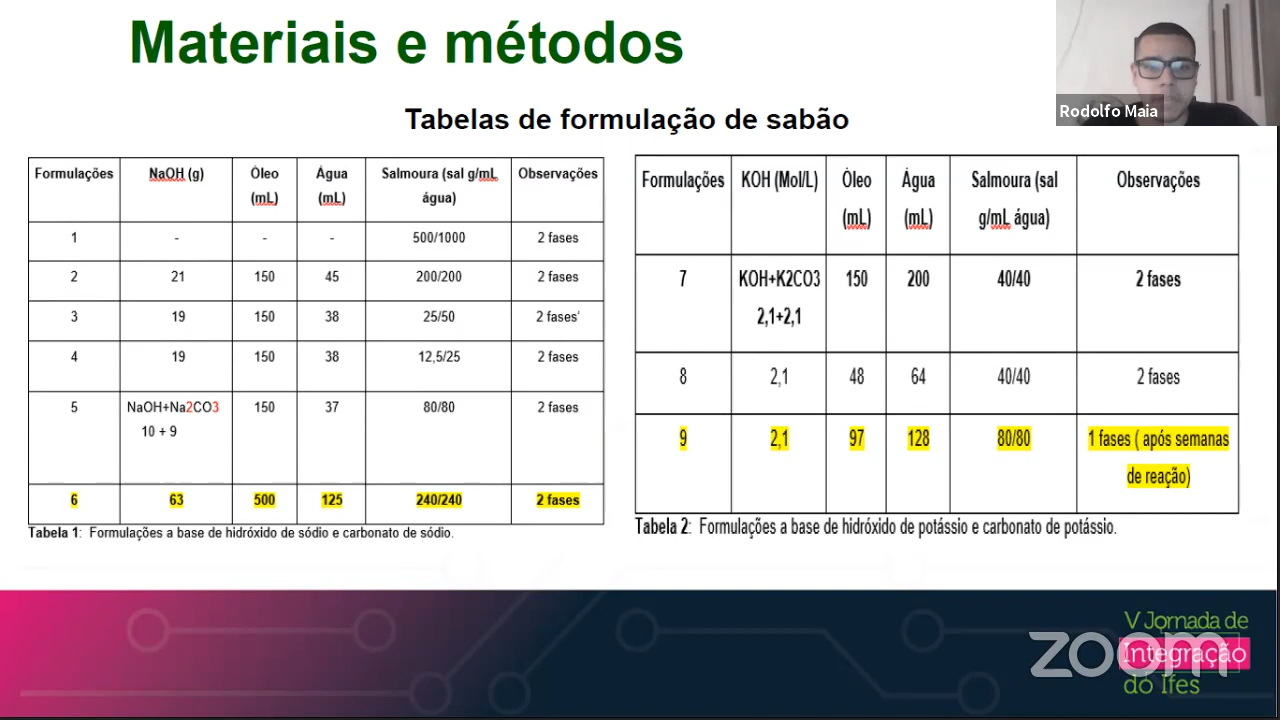 Materiais e métodos
Rodolfo Maia
Tabelas de formulação de sabão
Formulações NaOH (g) Óleo (mL) Água (mL) Salmoura (sal g/mL água) Observações
1 - - - 500/1000 2 fases
2 21 150 45 200/200 2 fases
3 19 150 38 25/50 2 fases'
4 19 150 38 12,5/25 2 fases
5 NaOH+Na2CO3 10 + 9 150 37 80/80 2 fases
6 63 500 125 240/240 2 fases
Tabela 1: Formulações a base de hidróxido de sódio e carbonato de sódio.
Formulações KOH (Mol/L) Óleo (mL) Água (mL) Salmoura (sal g/mL água) Observações
7 KOH+K2CO3 2,1+2,1 150 200 40/40 2 fases
8 2,1 48 64 40/40 2 fases
9 2,1 97 128 80/80 1 fases ( após semanas de reação)
Tabela 2: Formulações a base de hidróxido de potássio e carbonato de potássio.
V Jornada de
Integração
do Ifes
zoom